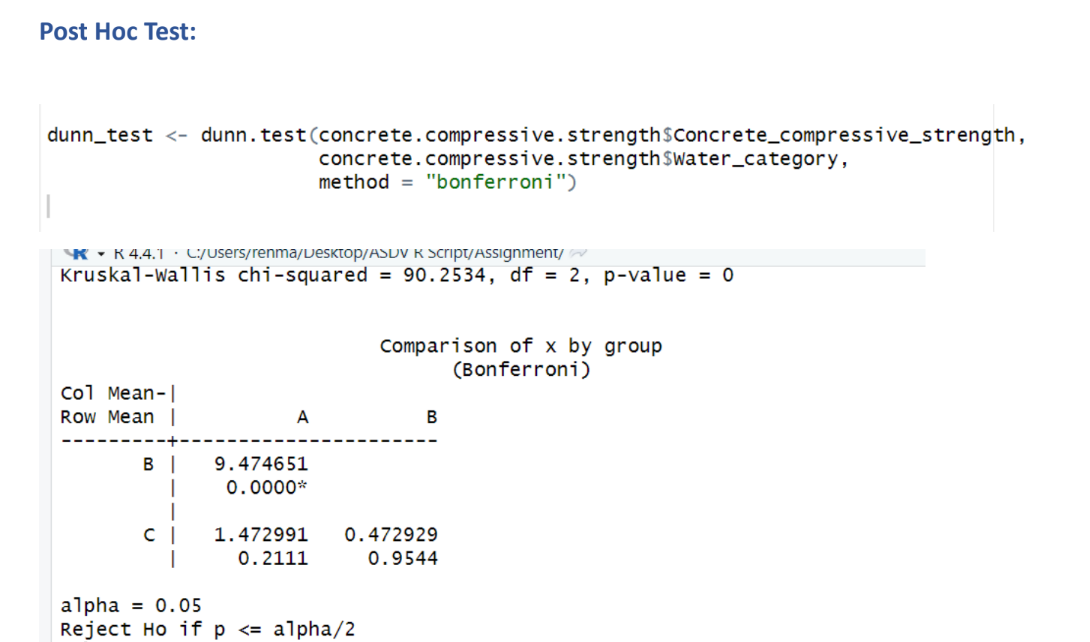 Post Hoc Test:
dunn_test <- dunn.test(concrete.compressive.strength$Concrete_compressive_strength,
concrete.compressive.strength$Water_category,
method = "bonferroni")
R 4.4.1 · C:/Users/rehma/Desktop/ASDV R Script/Assignment/
Kruskal-Wallis chi-squared = 90.2534, df = 2, p-value = 0
Comparison of x by group
(Bonferroni)
Col Mean-|
Row Mean |          A          B
---------+----------------------
B |   9.474651
|     0.0000*
|
C |   1.472991   0.472929
|     0.2111     0.9544
alpha = 0.05
Reject Ho if p <= alpha/2